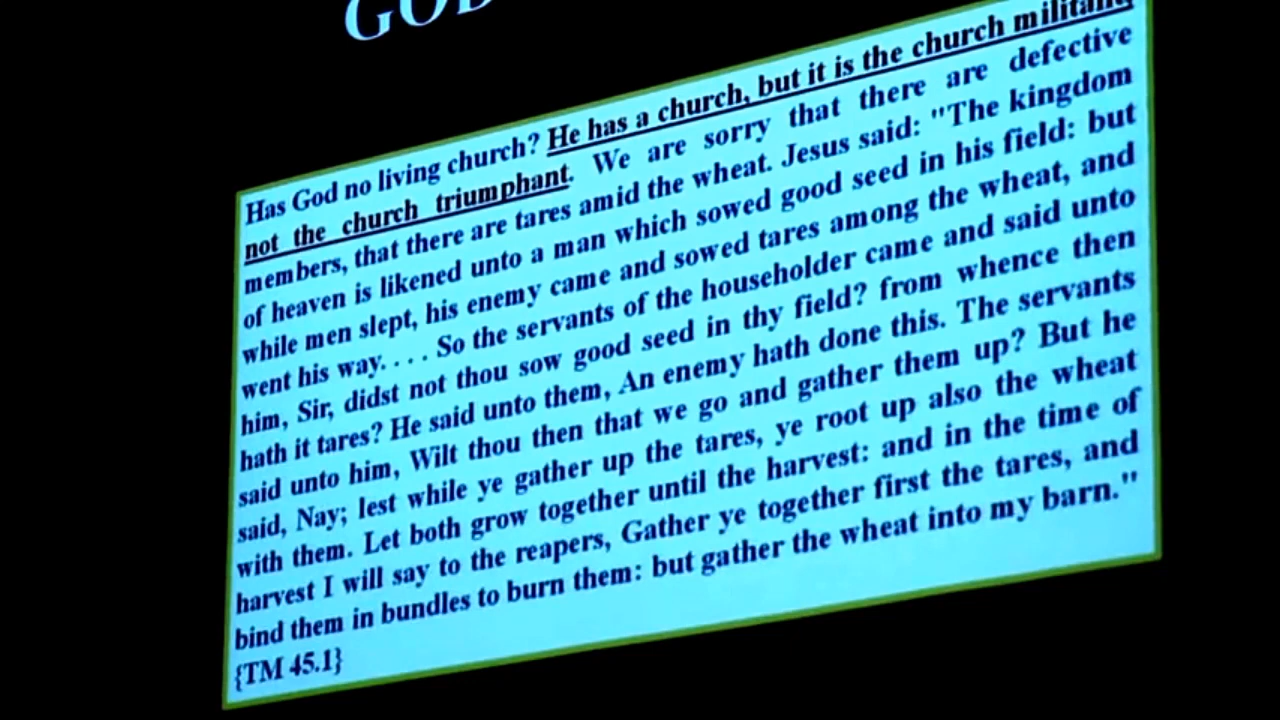 GOD
Has God no living church? He has a church, but it is the church militant,
not the church triumphant. We are sorry that there are defective
members, that there are tares amid the wheat. Jesus said: "The kingdom
of heaven is likened unto a man which sowed good seed in his field: but
while men slept, his enemy came and sowed tares among the wheat, and
went his way. . . . So the servants of the householder came and said unto
him, Sir, didst not thou sow good seed in thy field? from whence then
hath it tares? He said unto them, An enemy hath done this. The servants
said unto him, Wilt thou then that we go and gather them up? But he
said, Nay; lest while ye gather up the tares, ye root up also the wheat
with them. Let both grow together until the harvest: and in the time of
harvest I will say to the reapers, Gather ye together first the tares, and
bind them in bundles to burn them: but gather the wheat into my barn."
{TM 45.1}